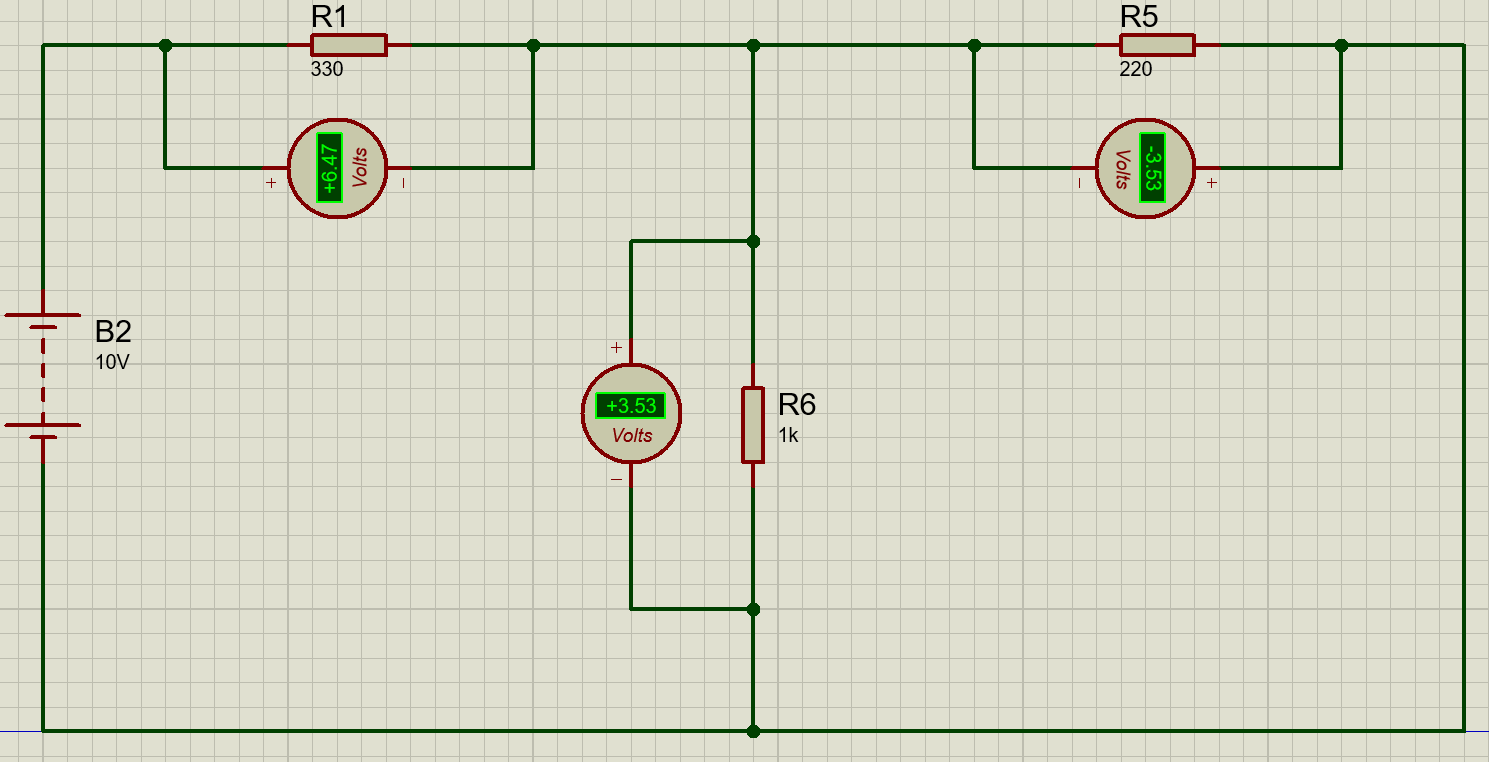 R1
330
+6.47
Volts
+
-
R5
220
-3.53
Volts
-
+
B2
10V
+
+3.53
Volts
-
R6
1k